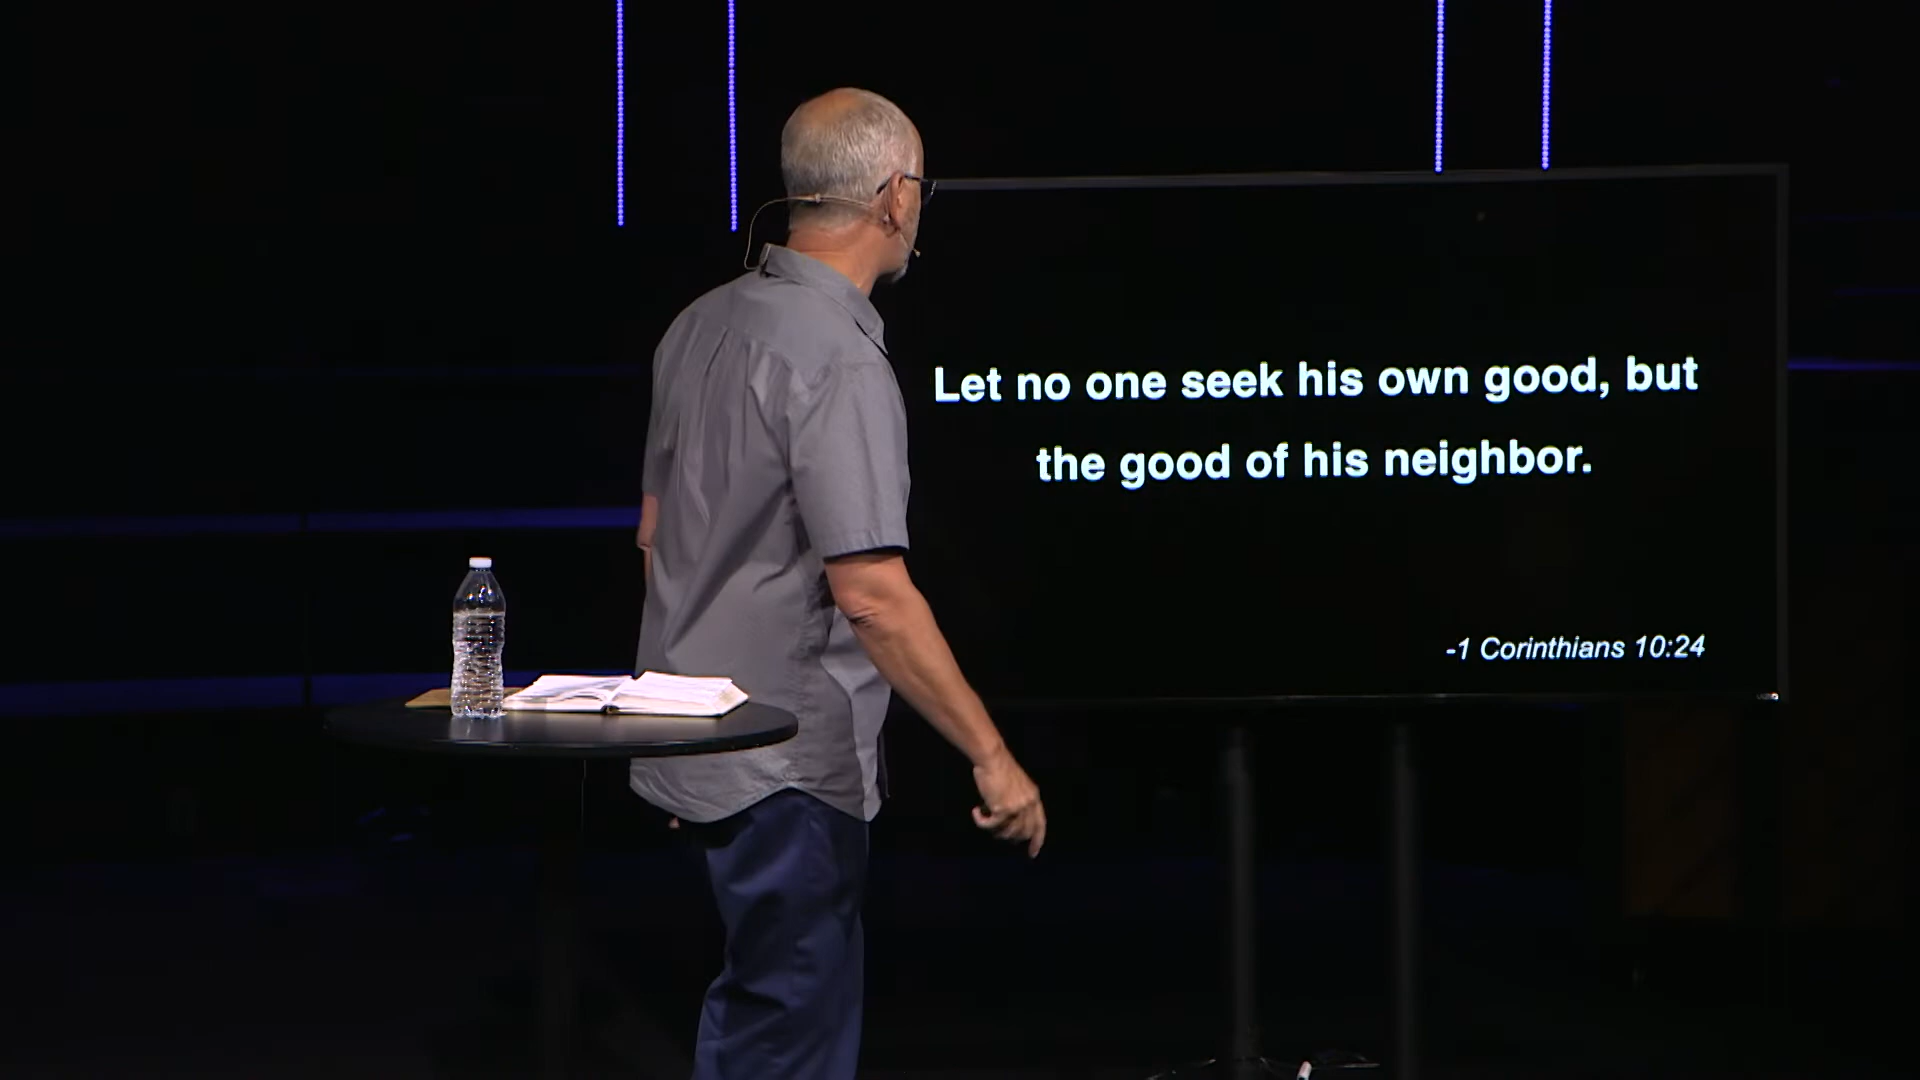 Let no one seek his own good, but
the good of his neighbor.
-1 Corinthians 10:24